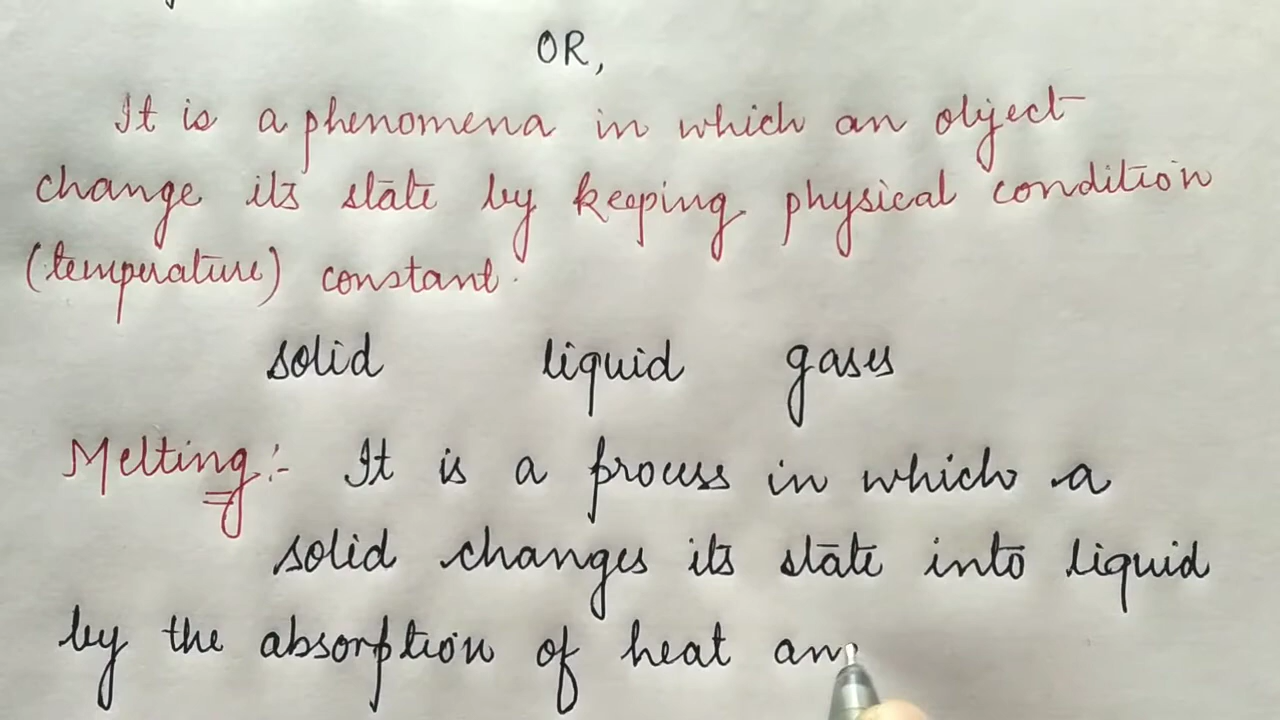 OR,
It is a phenomena in which an object
change its state by keeping physical condition
(temperature) constant.
solid liquid gases
Melting:- It is a process in which a
solid changes its state into liquid
by the absorption of heat an